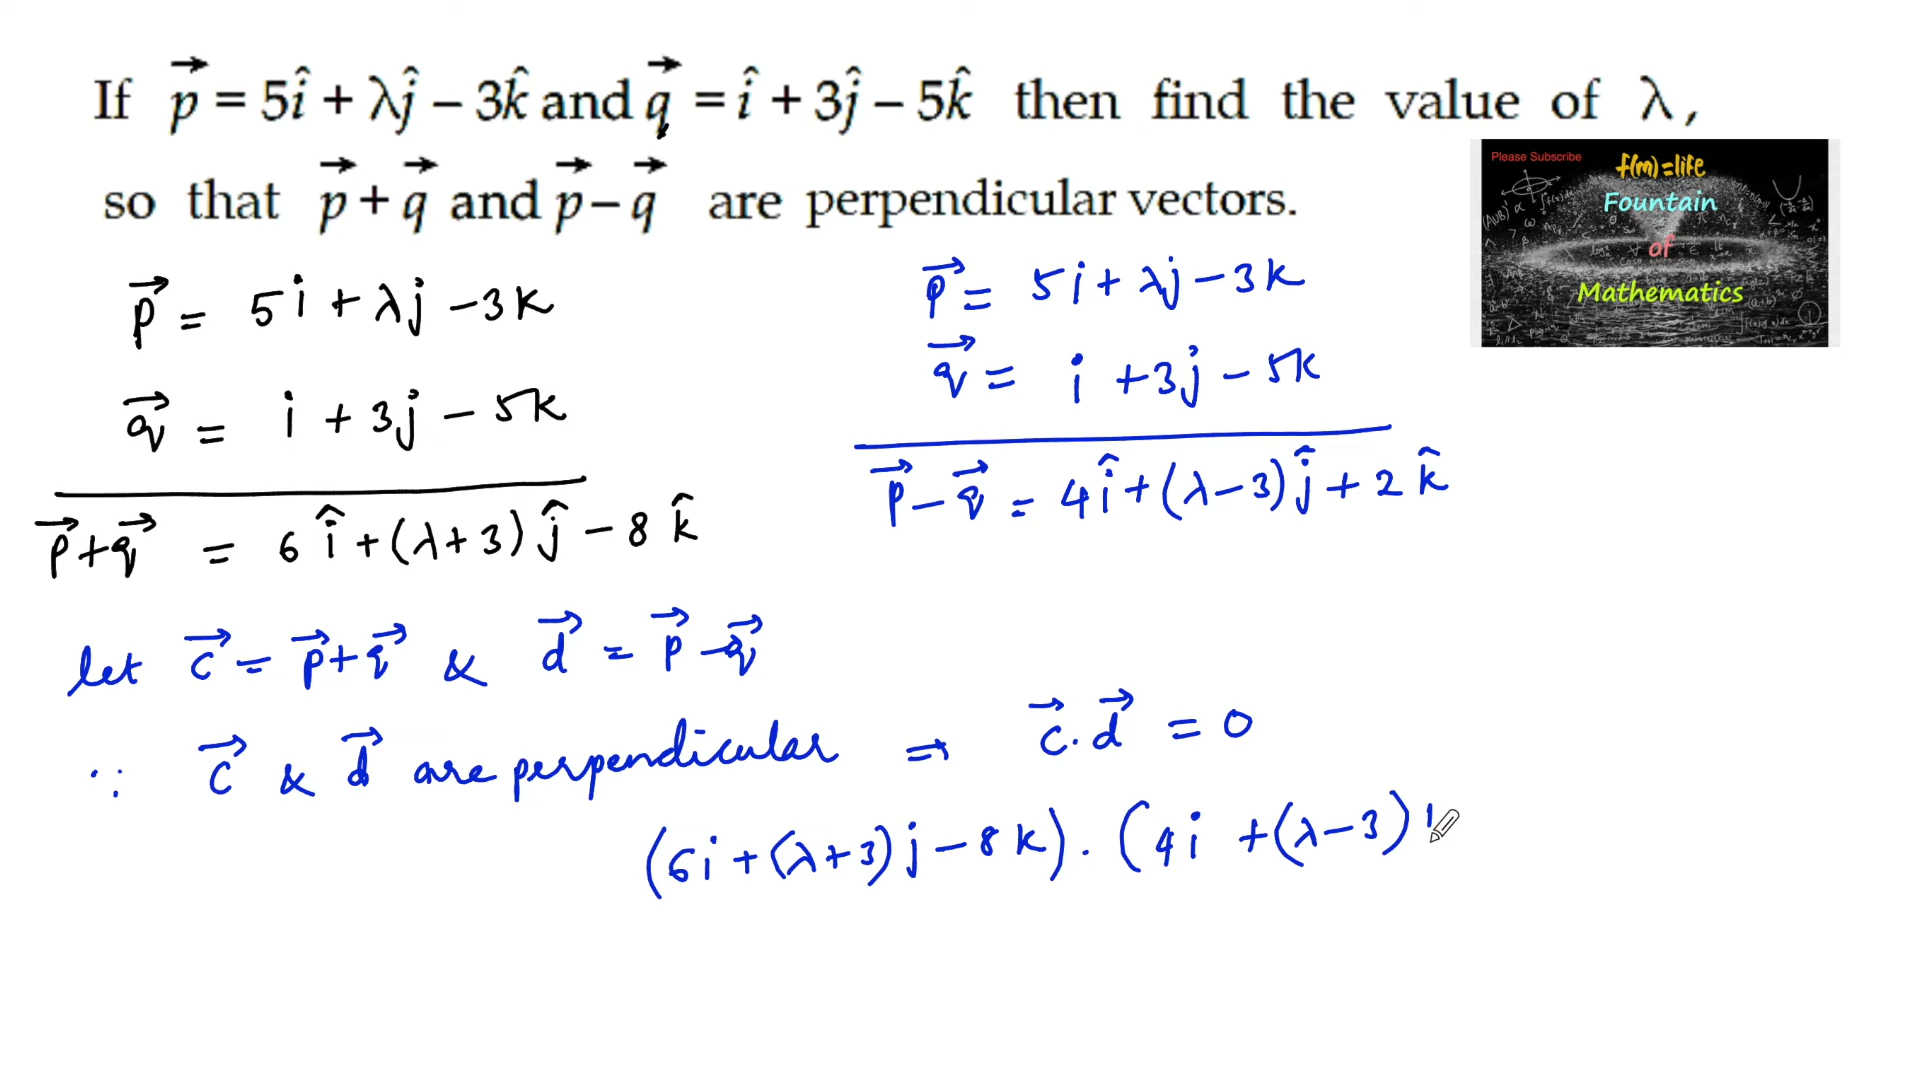 If p⃗ = 5î + λĵ – 3k̂ and q⃗ = î + 3ĵ – 5k̂ then find the value of λ,
so that p⃗ + q⃗ and p⃗ – q⃗ are perpendicular vectors.
Please Subscribe
f(m)=life
Fountain
of
Mathematics
p⃗ = 5i + λj – 3k
q⃗ = i + 3j – 5k
p⃗+q⃗ = 6î + (λ+3)ĵ – 8k̂
p⃗ = 5i + λj – 3k
q⃗ = i + 3j – 5k
p⃗ – q⃗ = 4î + (λ–3)ĵ + 2k̂
let c⃗ = p⃗+q⃗ & d⃗ = p⃗ – q⃗
∵ c⃗ & d⃗ are perpendicular ⇒ c⃗ . d⃗ = 0
(6i + (λ+3)j – 8k) . (4i + (λ–3)